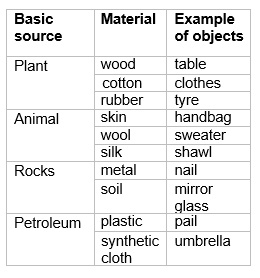 Basic source Material Example of objects
Plant wood table
cotton clothes
rubber tyre
Animal skin handbag
wool sweater
silk shawl
Rocks metal nail
soil mirror glass
Petroleum plastic pail
synthetic cloth umbrella